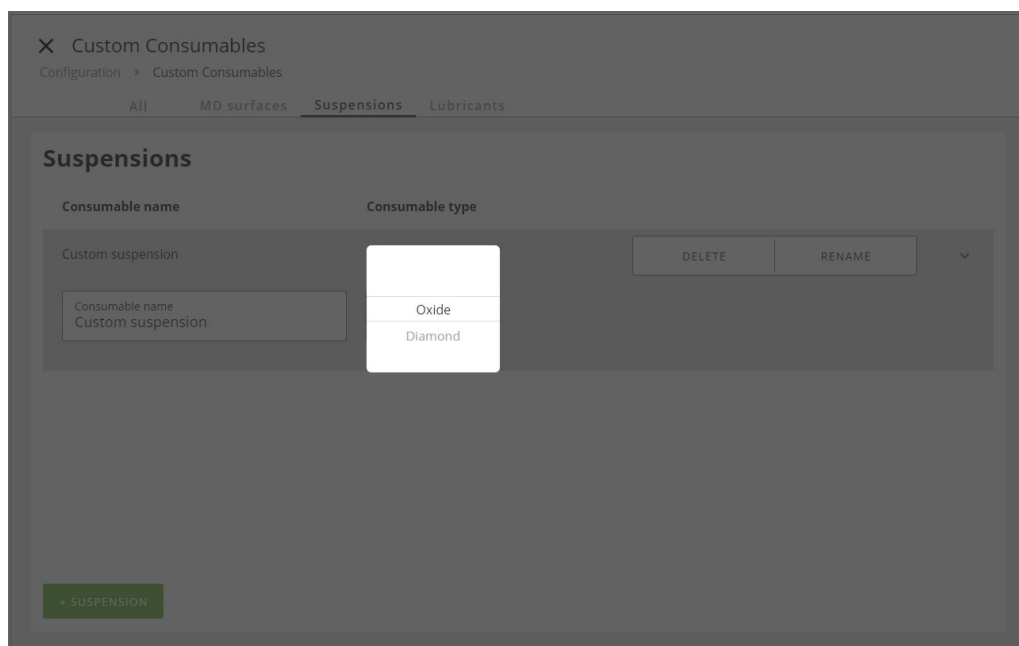 Custom Consumables
Configuration > Custom Consumables
All MD surfaces Suspensions Lubricants
Suspensions
Consumable name Consumable type
Custom suspension DELETE RENAME
Consumable name
Custom suspension
Oxide
Diamond
+ SUSPENSION